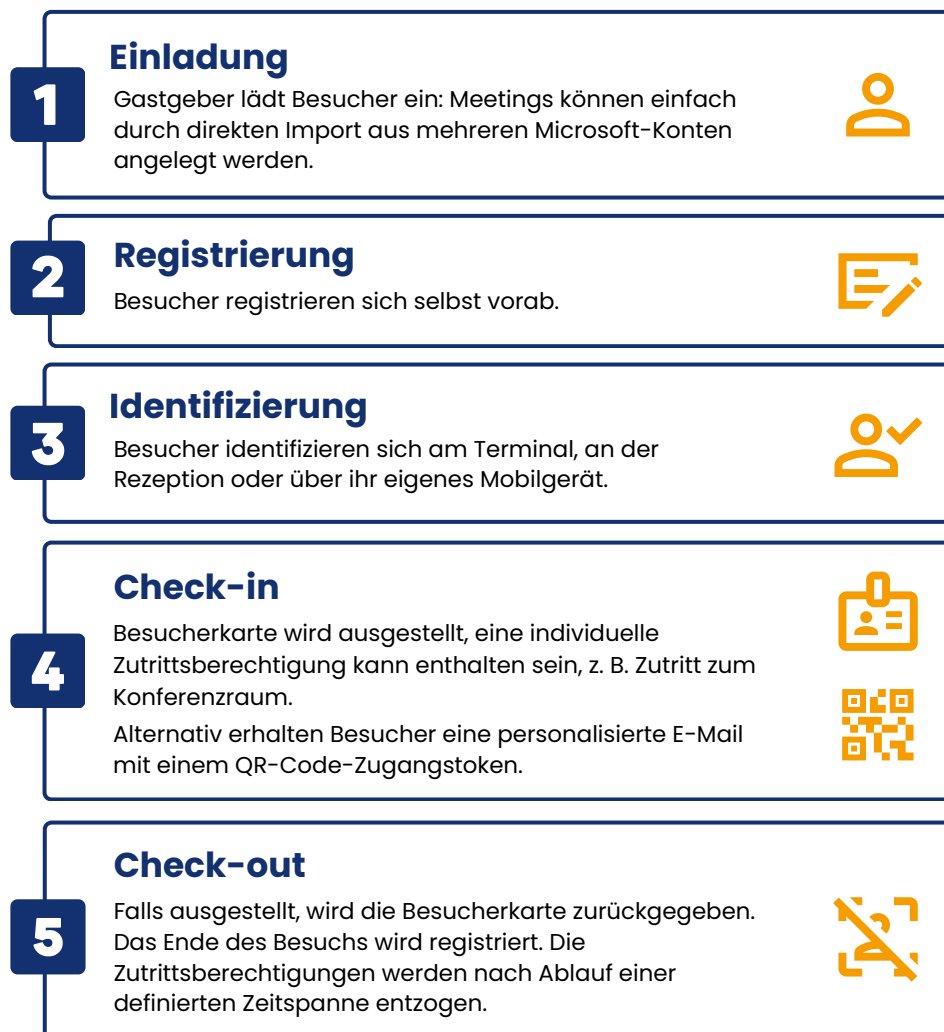 1
Einladung
Gastgeber lädt Besucher ein: Meetings können einfach
durch direkten Import aus mehreren Microsoft-Konten
angelegt werden.
2
Registrierung
Besucher registrieren sich selbst vorab.
3
Identifizierung
Besucher identifizieren sich am Terminal, an der
Rezeption oder über ihr eigenes Mobilgerät.
4
Check-in
Besucherkarte wird ausgestellt, eine individuelle
Zutrittsberechtigung kann enthalten sein, z. B. Zutritt zum
Konferenzraum.
Alternativ erhalten Besucher eine personalisierte E-Mail
mit einem QR-Code-Zugangstoken.
5
Check-out
Falls ausgestellt, wird die Besucherkarte zurückgegeben.
Das Ende des Besuchs wird registriert. Die
Zutrittsberechtigungen werden nach Ablauf einer
definierten Zeitspanne entzogen.